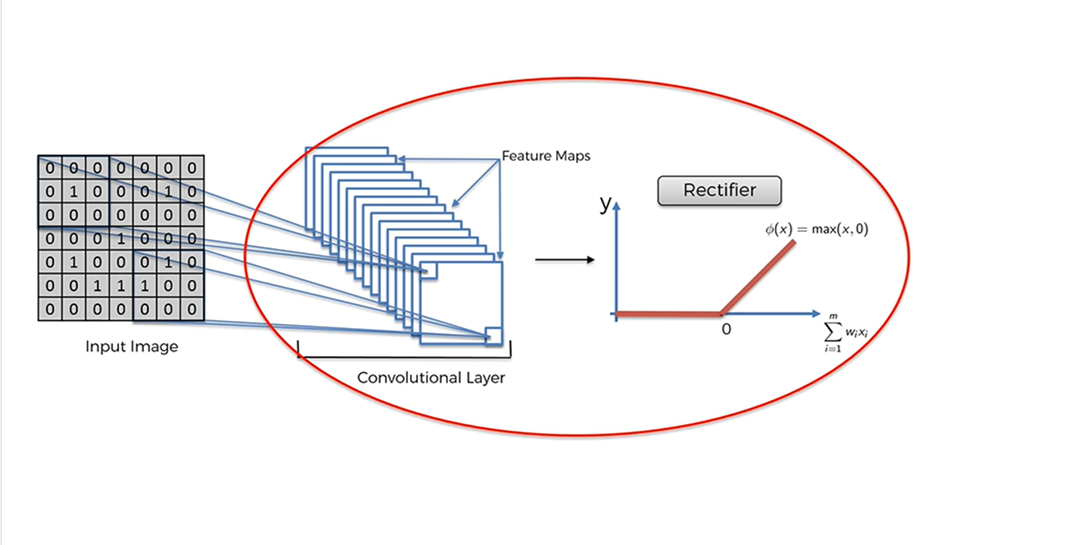 0 0 0 0 0 0 0
0 1 0 0 0 1 0
0 0 0 0 0 0 0
0 0 0 1 0 0 0
0 1 0 0 0 1 0
0 0 1 1 1 0 0
0 0 0 0 0 0 0
Input Image
Feature Maps
Convolutional Layer
Rectifier
y
ϕ(x) = max(x, 0)
0
m
∑ wᵢxᵢ
i=1